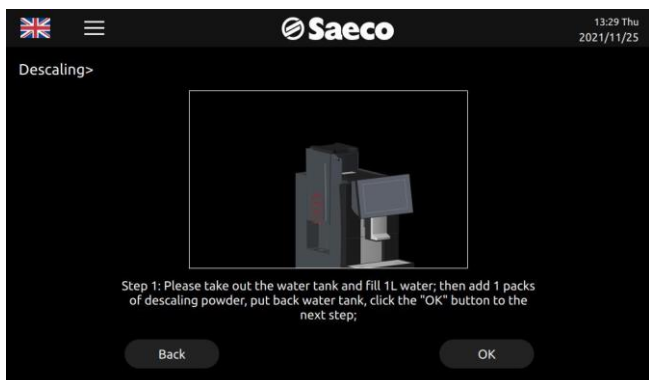 Saeco
13:29 Thu
2021/11/25
Descaling>
Step 1: Please take out the water tank and fill 1L water; then add 1 packs
of descaling powder, put back water tank, click the "OK" button to the
next step;
Back
OK